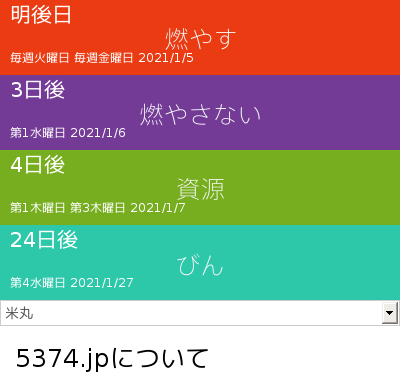 明後日
燃やす
毎週火曜日 毎週金曜日 2021/1/5
3日後
燃やさない
第1水曜日 2021/1/6
4日後
資源
第1木曜日 第3木曜日 2021/1/7
24日後
びん
第4水曜日 2021/1/27
米丸
5374.jpについて